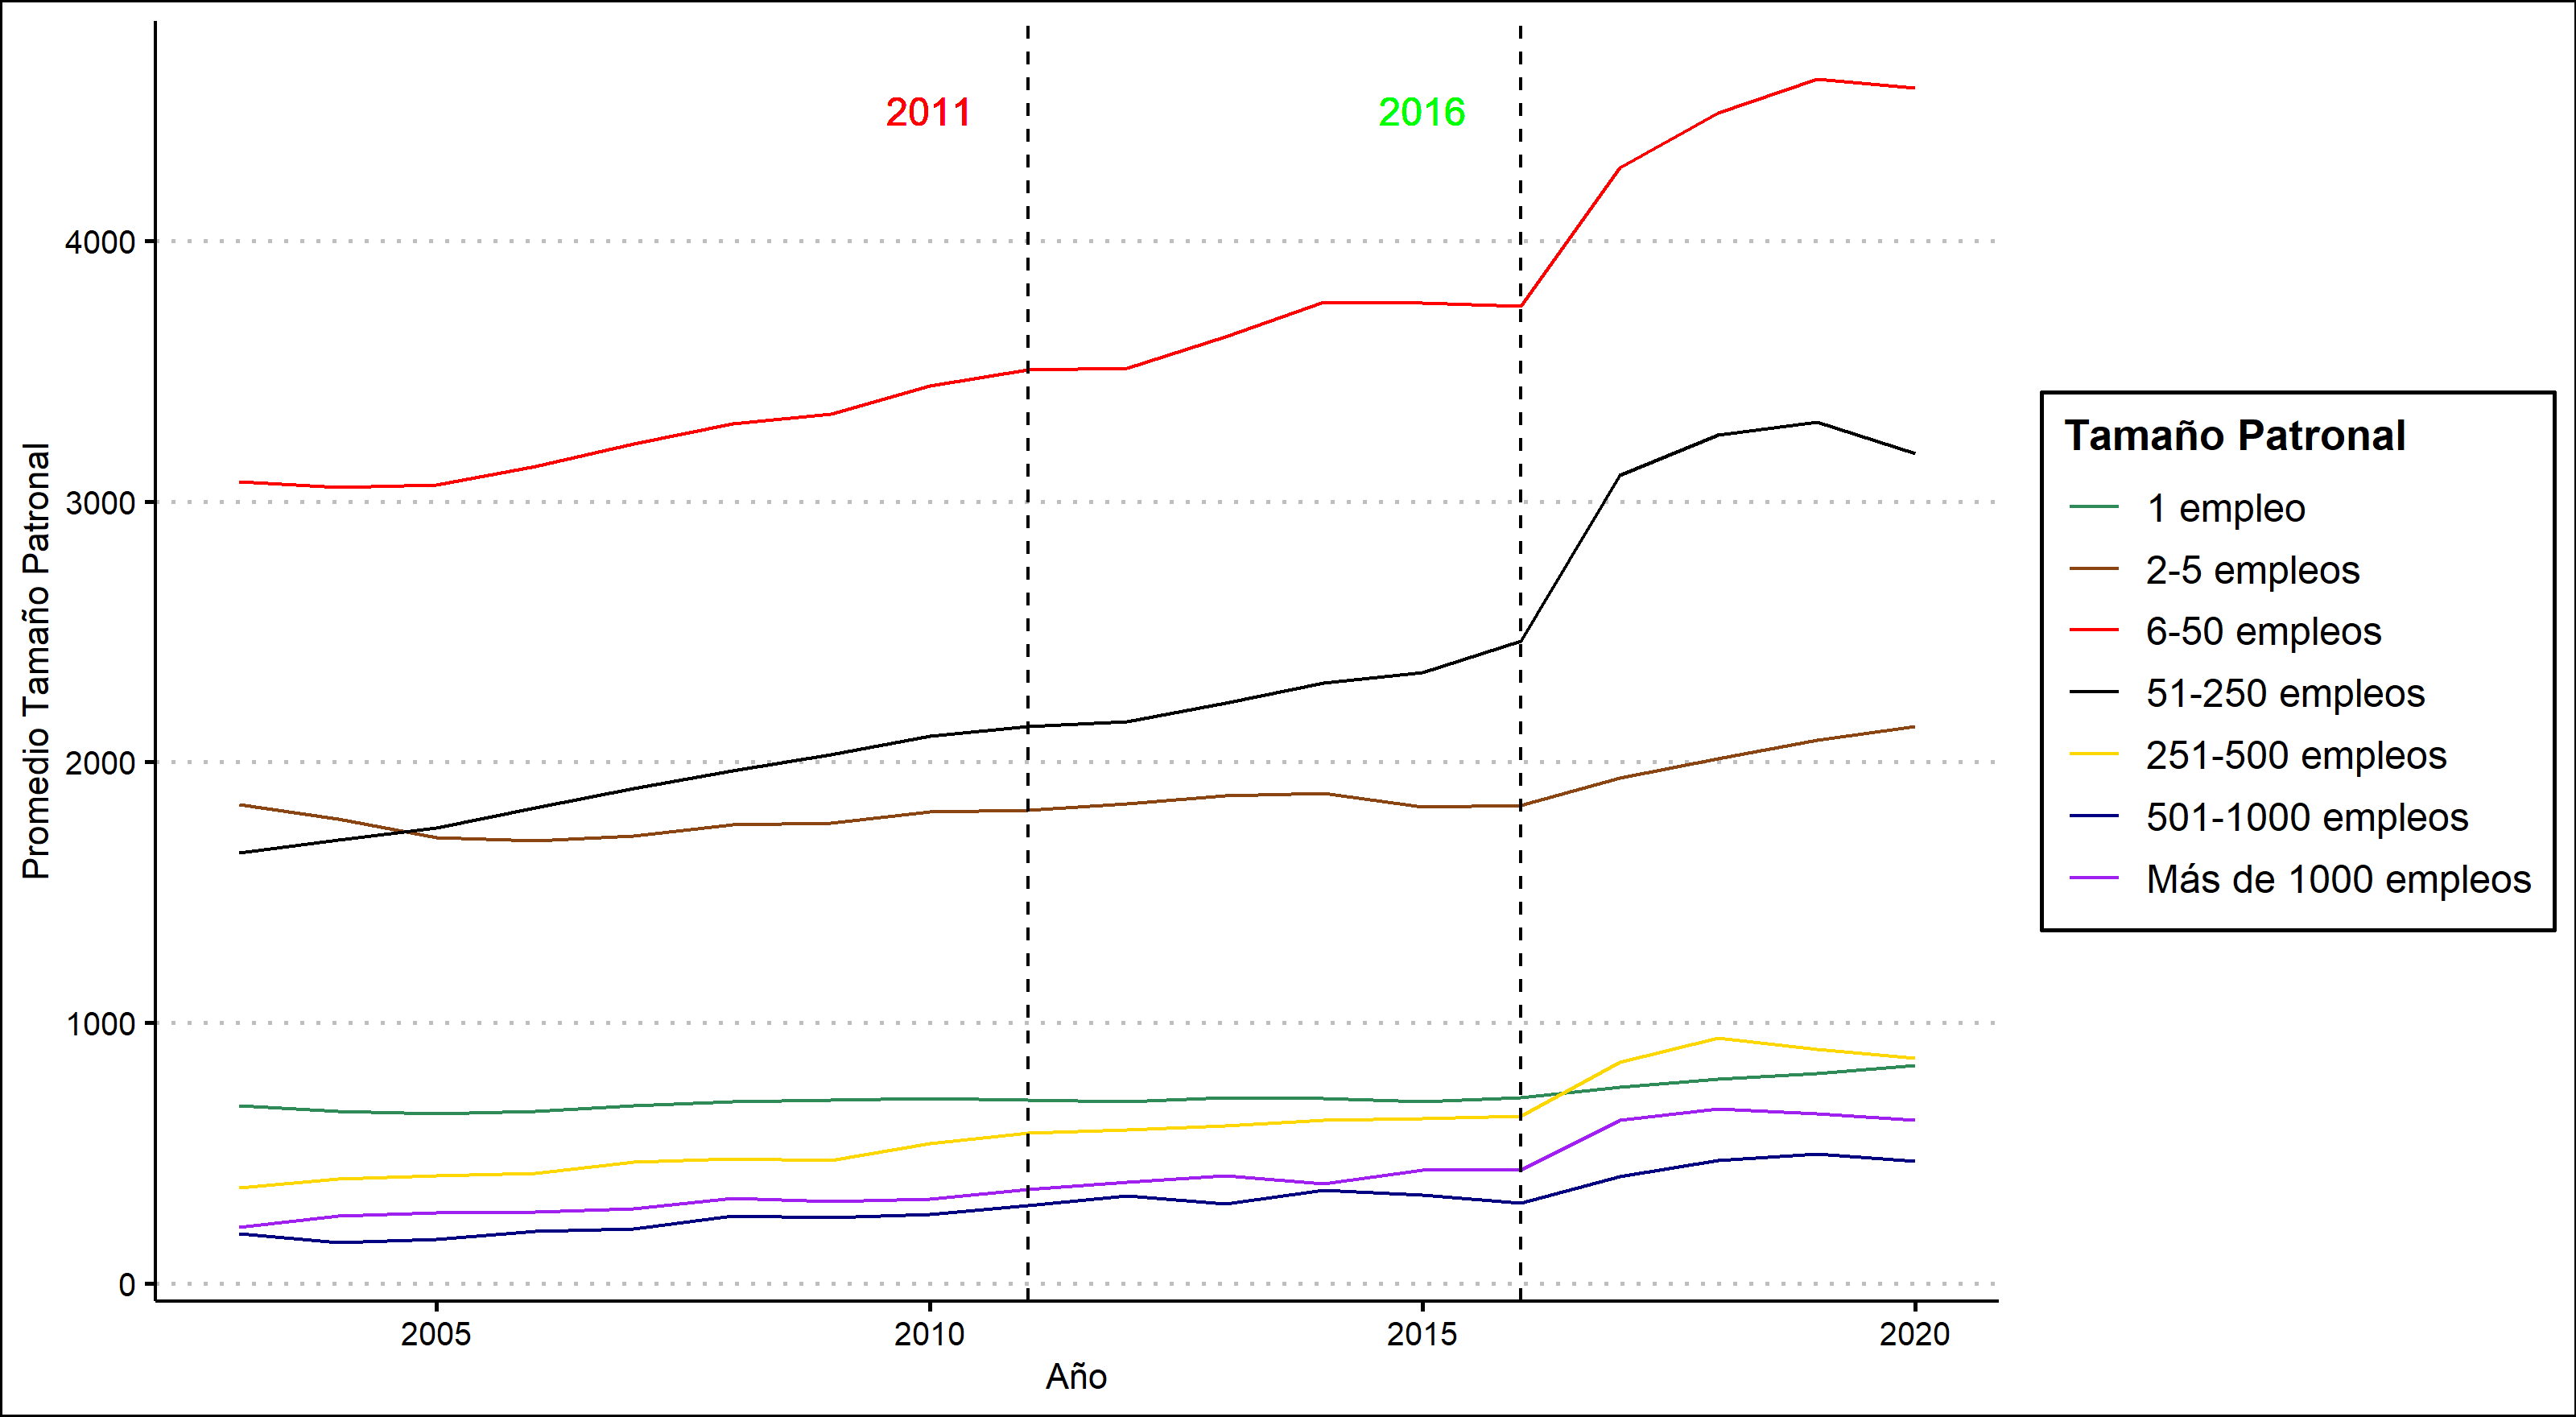 2011
2016
4000
3000
2000
1000
0
Promedio Tamaño Patronal
2005
2010
2015
2020
Año
Tamaño Patronal
1 empleo
2-5 empleos
6-50 empleos
51-250 empleos
251-500 empleos
501-1000 empleos
Más de 1000 empleos